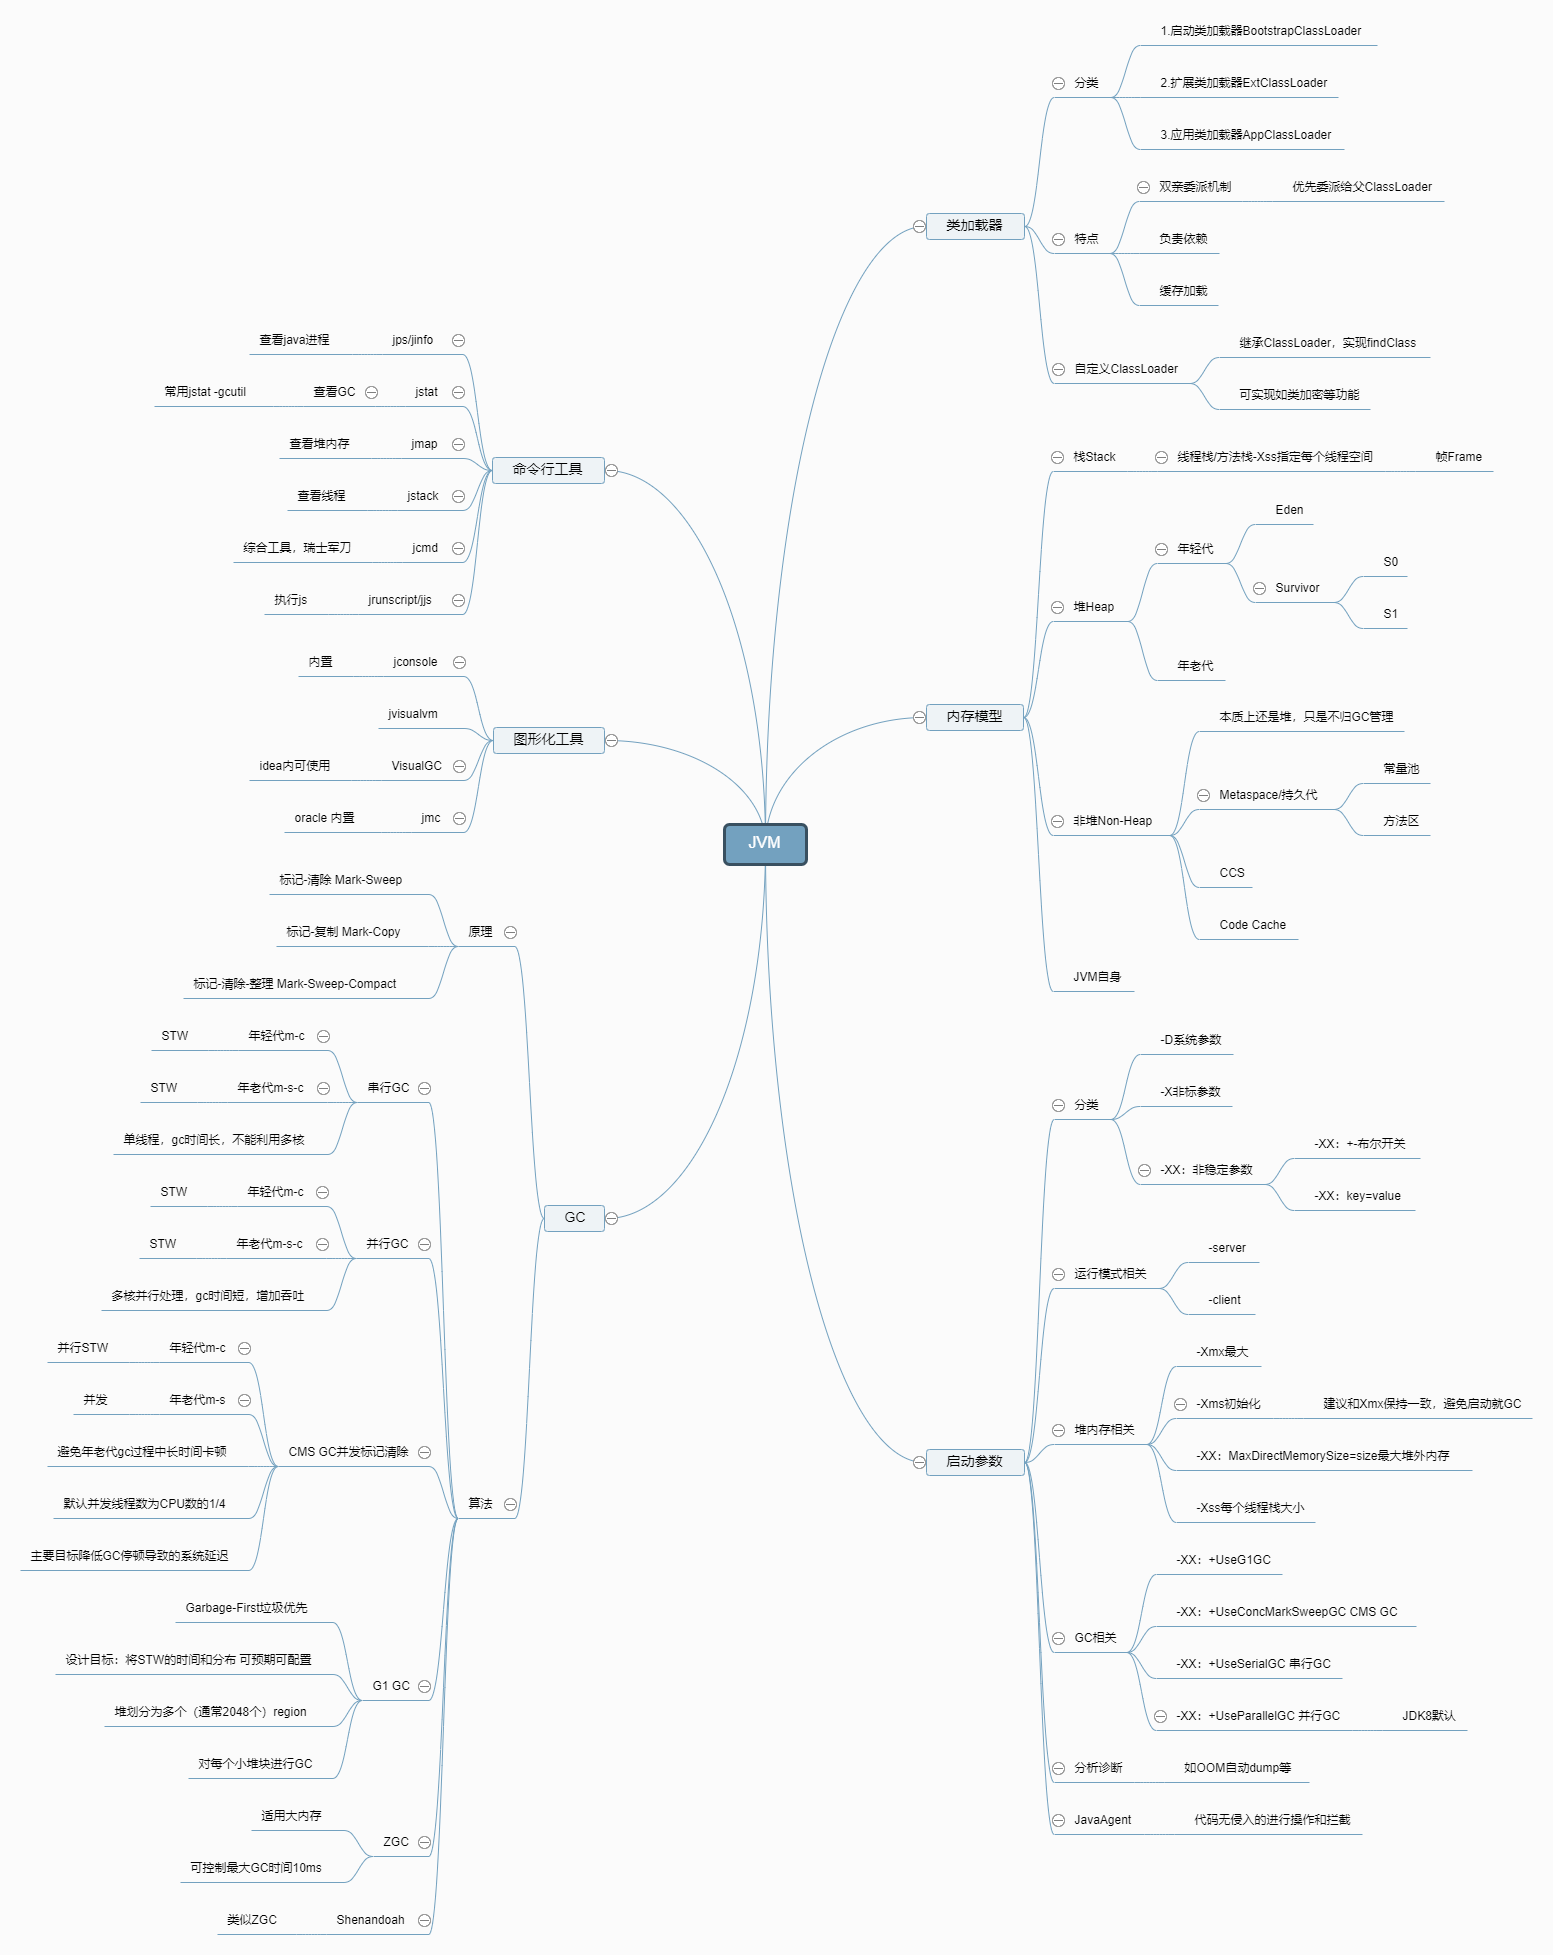 JVM
类加载器
分类
1.启动类加载器BootstrapClassLoader
2.扩展类加载器ExtClassLoader
3.应用类加载器AppClassLoader
特点
双亲委派机制
优先委派给父ClassLoader
负责依赖
缓存加载
自定义ClassLoader
继承ClassLoader，实现findClass
可实现如类加密等功能
内存模型
栈Stack
线程栈/方法栈-Xss指定每个线程空间
帧Frame
堆Heap
年轻代
Eden
Survivor
S0
S1
年老代
非堆Non-Heap
本质上还是堆，只是不归GC管理
Metaspace/持久代
常量池
方法区
CCS
Code Cache
JVM自身
启动参数
分类
-D系统参数
-X非标参数
-XX：非稳定参数
-XX：+-布尔开关
-XX：key=value
运行模式相关
-server
-client
堆内存相关
-Xmx最大
-Xms初始化
建议和Xmx保持一致，避免启动就GC
-XX：MaxDirectMemorySize=size最大堆外内存
-Xss每个线程栈大小
GC相关
-XX：+UseG1GC
-XX：+UseConcMarkSweepGC CMS GC
-XX：+UseSerialGC 串行GC
-XX：+UseParallelGC 并行GC
JDK8默认
分析诊断
如OOM自动dump等
JavaAgent
代码无侵入的进行操作和拦截
命令行工具
jps/jinfo
查看java进程
jstat
查看GC
常用jstat -gcutil
jmap
查看堆内存
jstack
查看线程
jcmd
综合工具，瑞士军刀
jrunscript/jjs
执行js
图形化工具
jconsole
内置
jvisualvm
VisualGC
idea内可使用
jmc
oracle 内置
GC
原理
标记-清除 Mark-Sweep
标记-复制 Mark-Copy
标记-清除-整理 Mark-Sweep-Compact
算法
串行GC
年轻代m-c
STW
年老代m-s-c
STW
单线程，gc时间长，不能利用多核
并行GC
年轻代m-c
STW
年老代m-s-c
STW
多核并行处理，gc时间短，增加吞吐
CMS GC并发标记清除
年轻代m-c
并行STW
年老代m-s
并发
避免年老代gc过程中长时间卡顿
默认并发线程数为CPU数的1/4
主要目标降低GC停顿导致的系统延迟
G1 GC
Garbage-First垃圾优先
设计目标：将STW的时间和分布 可预期可配置
堆划分为多个（通常2048个）region
对每个小堆块进行GC
ZGC
适用大内存
可控制最大GC时间10ms
Shenandoah
类似ZGC